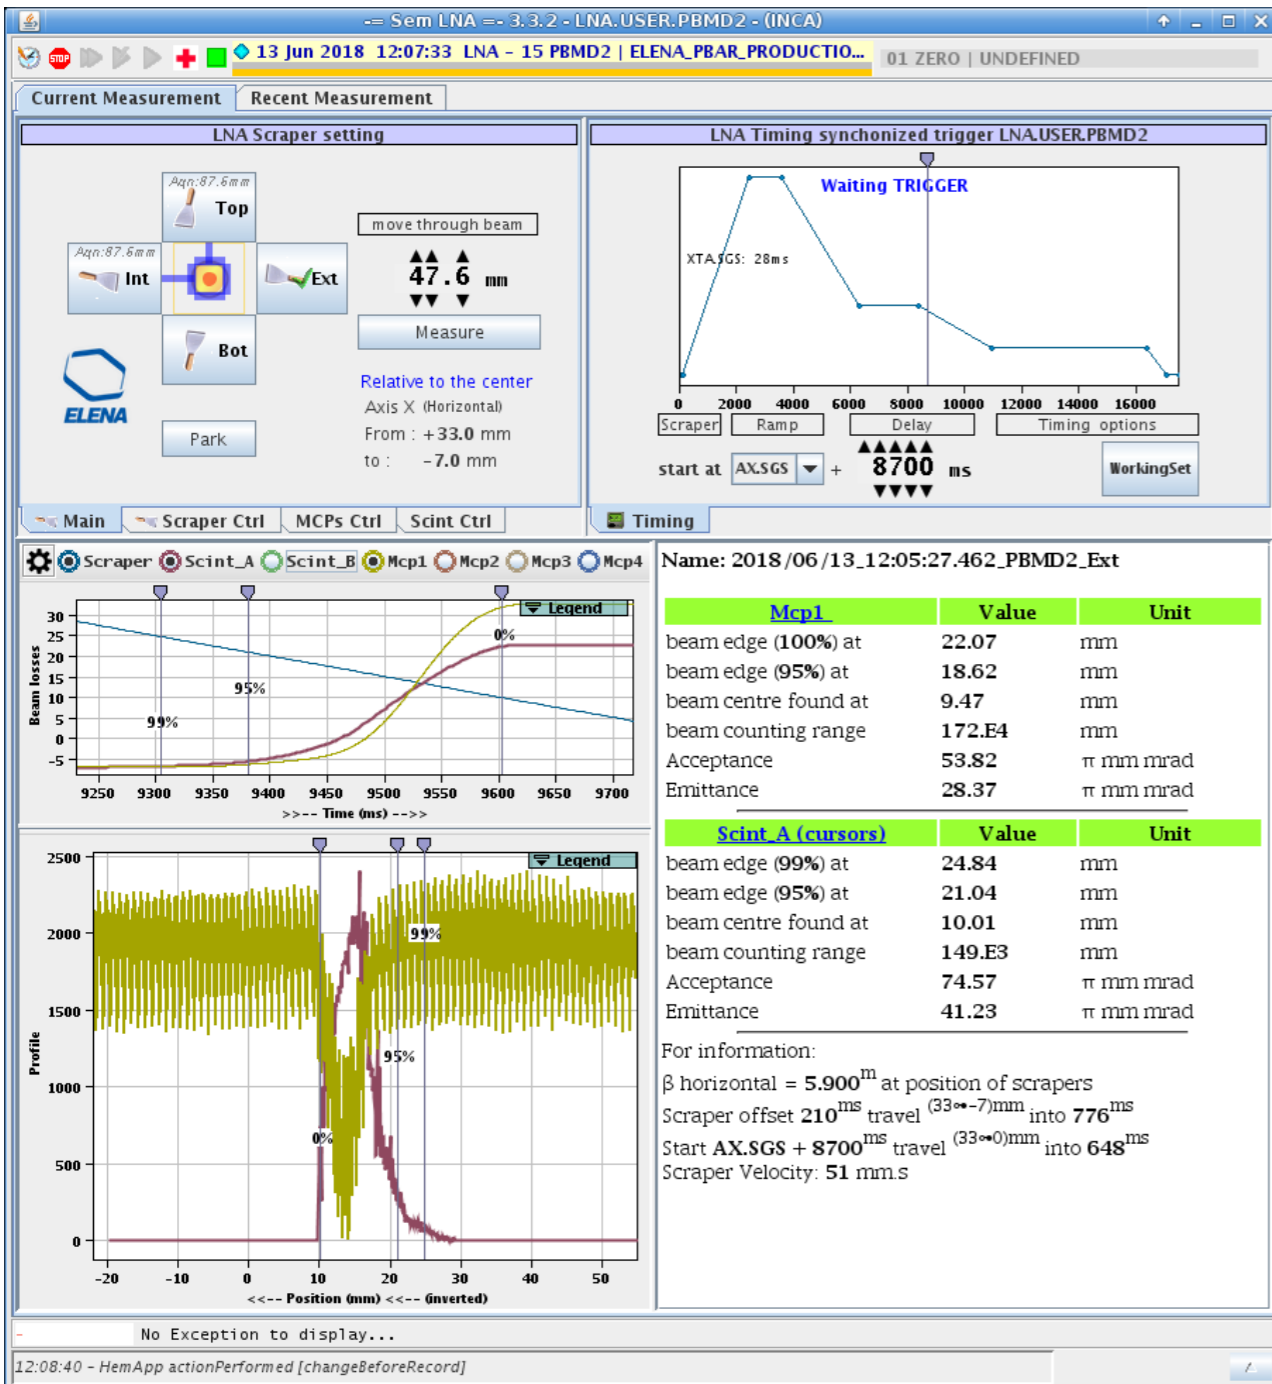 -= Sem LNA =- 3.3.2 - LNA.USER.PBMD2 - (INCA)
STOP
13 Jun 2018 12:07:33 LNA - 15 PBMD2 | ELENA_PBAR_PRODUCTIO...
01 ZERO | UNDEFINED
Current Measurement
Recent Measurement
LNA Scraper setting
Aqn:87.6mm
Top
Aqn:87.6mm
Int
Ext
Bot
ELENA
Park
move through beam
47.6 mm
Measure
Relative to the center
Axis X (Horizontal)
From : +33.0 mm
to : -7.0 mm
Main
Scraper Ctrl
MCPs Ctrl
Scint Ctrl
LNA Timing synchonized trigger LNA.USER.PBMD2
Waiting TRIGGER
XTA.SGS: 28ms
0 2000 4000 6000 8000 10000 12000 14000 16000
Scraper Ramp Delay Timing options
start at AX.SGS + 8700 ms
WorkingSet
Timing
Scraper Scint_A Scint_B Mcp1 Mcp2 Mcp3 Mcp4
Legend
30
25
20
15
10
5
0
-5
Beam losses
99%
95%
0%
9250 9300 9350 9400 9450 9500 9550 9600 9650 9700
>>-- Time (ms) -->>
Legend
2500
2000
1500
1000
500
0
Profile
99%
95%
0%
-20 -10 0 10 20 30 40 50
<<-- Position (mm) <<-- (inverted)
Name: 2018/06/13_12:05:27.462_PBMD2_Ext
Mcp1 Value Unit
beam edge (100%) at 22.07 mm
beam edge (95%) at 18.62 mm
beam centre found at 9.47 mm
beam counting range 172.E4 mm
Acceptance 53.82 π mm mrad
Emittance 28.37 π mm mrad
Scint_A (cursors) Value Unit
beam edge (99%) at 24.84 mm
beam edge (95%) at 21.04 mm
beam centre found at 10.01 mm
beam counting range 149.E3 mm
Acceptance 74.57 π mm mrad
Emittance 41.23 π mm mrad
For information:
β horizontal = 5.900m at position of scrapers
Scraper offset 210ms travel (33⊶-7)mm into 776ms
Start AX.SGS + 8700ms travel (33⊶0)mm into 648ms
Scraper Velocity: 51 mm.s
- No Exception to display...
12:08:40 - HemApp actionPerformed [changeBeforeRecord]